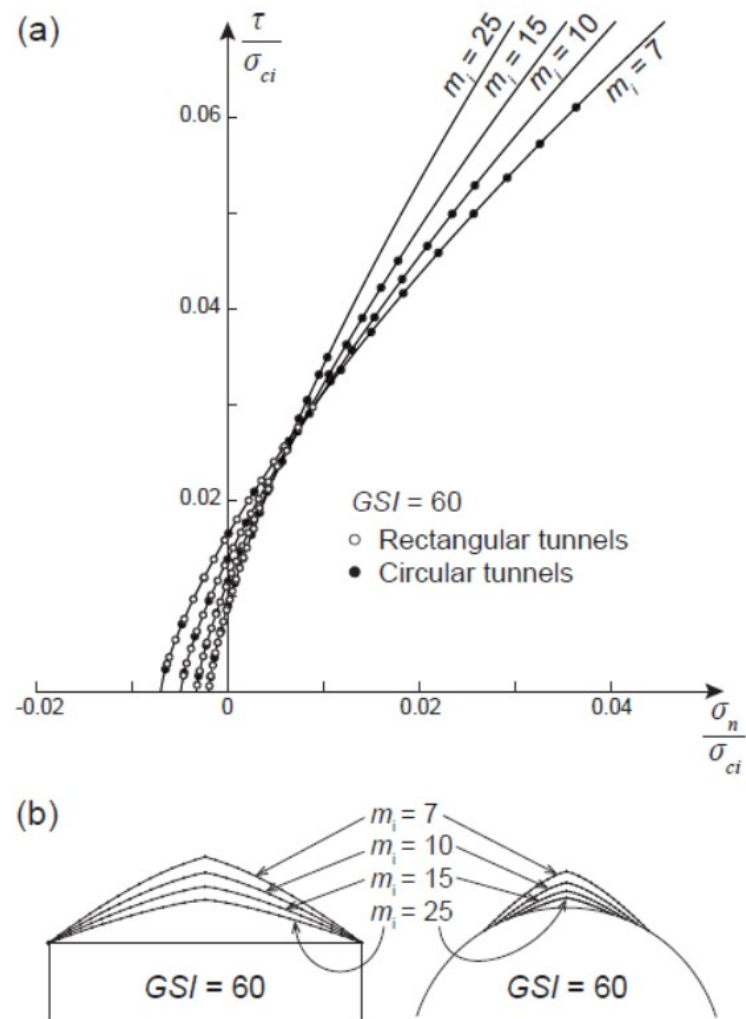 (a)
τ
σci
mi = 25
mi = 15
mi = 10
mi = 7
0.06
0.04
0.02
GSI = 60
Rectangular tunnels
Circular tunnels
-0.02
0
0.02
0.04
σn
σci
(b)
mi = 7
mi = 10
mi = 15
mi = 25
GSI = 60
GSI = 60